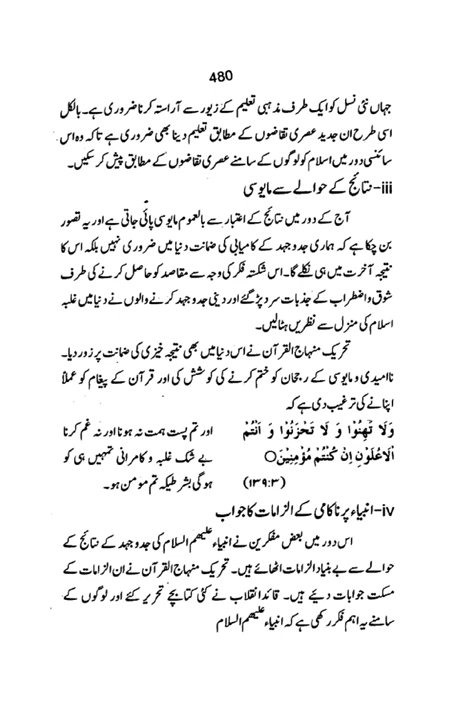 480
جہاں نئی نسل کو ایک طرف مذہبی تعلیم کے زیور سے آراستہ کرنا ضروری ہے۔ بالکل
اسی طرح ان جدید عصری تقاضوں کے مطابق تعلیم دینا بھی ضروری ہے تاکہ وہ اس
سائنسی دور میں اسلام کو لوگوں کے سامنے عصری تقاضوں کے مطابق پیش کر سکیں۔
iii-نتائج کے حوالے سے مایوسی
آج کے دور میں نتائج کے اعتبار سے بالعموم مایوسی پائی جاتی ہے اور یہ تصور
بن چکا ہے کہ ہماری جدوجہد کے کامیابی کی ضمانت دنیا میں ضروری نہیں بلکہ اس کا
نتیجہ آخرت میں ہی نکلے گا۔ اس شکستہ فکر کی وجہ سے مقاصد کو حاصل کرنے کی طرف
شوق و اضطراب کے جذبات سرد پڑ گئے اور دینی جدوجہد کرنے والوں نے دنیا میں غلبہ
اسلام کی منزل سے نظریں ہٹالیں۔
تحریک منہاج القرآن نے اس دنیا میں بھی نتیجہ خیزی کی ضمانت پر زور دیا۔
ناامیدی و مایوسی کے رجحان کو ختم کرنے کی کوشش کی اور قرآن کے پیغام کو عملاً
اپنانے کی ترغیب دی ہے کہ
وَلَا تَهِنُوْا وَ لَا تَحْزَنُوْا وَ اَنْتُمُ اور تم پست ہمت نہ ہونا اور نہ غم کرنا
الْاَعْلَوْنَ اِنْ كُنْتُمْ مُؤْمِنِيْنَ○ بے شک غلبہ و کامرانی تمہیں ہی کو
(۱۳۹:۳) ہو گی بشرطیکہ تم مومن ہو۔
iv-انبیاء پر ناکامی کے الزامات کا جواب
اس دور میں بعض مفکرین نے انبیاء علیھم السلام کی جدوجہد کے نتائج کے
حوالے سے بے بنیاد الزامات اٹھائے ہیں۔ تحریک منہاج القرآن نے ان الزامات کے
مسکت جوابات دیئے ہیں۔ قائد انقلاب نے کئی کتابچے تحریر کئے اور لوگوں کے
سامنے یہ اہم فکر رکھی ہے کہ انبیاء علیھم السلام